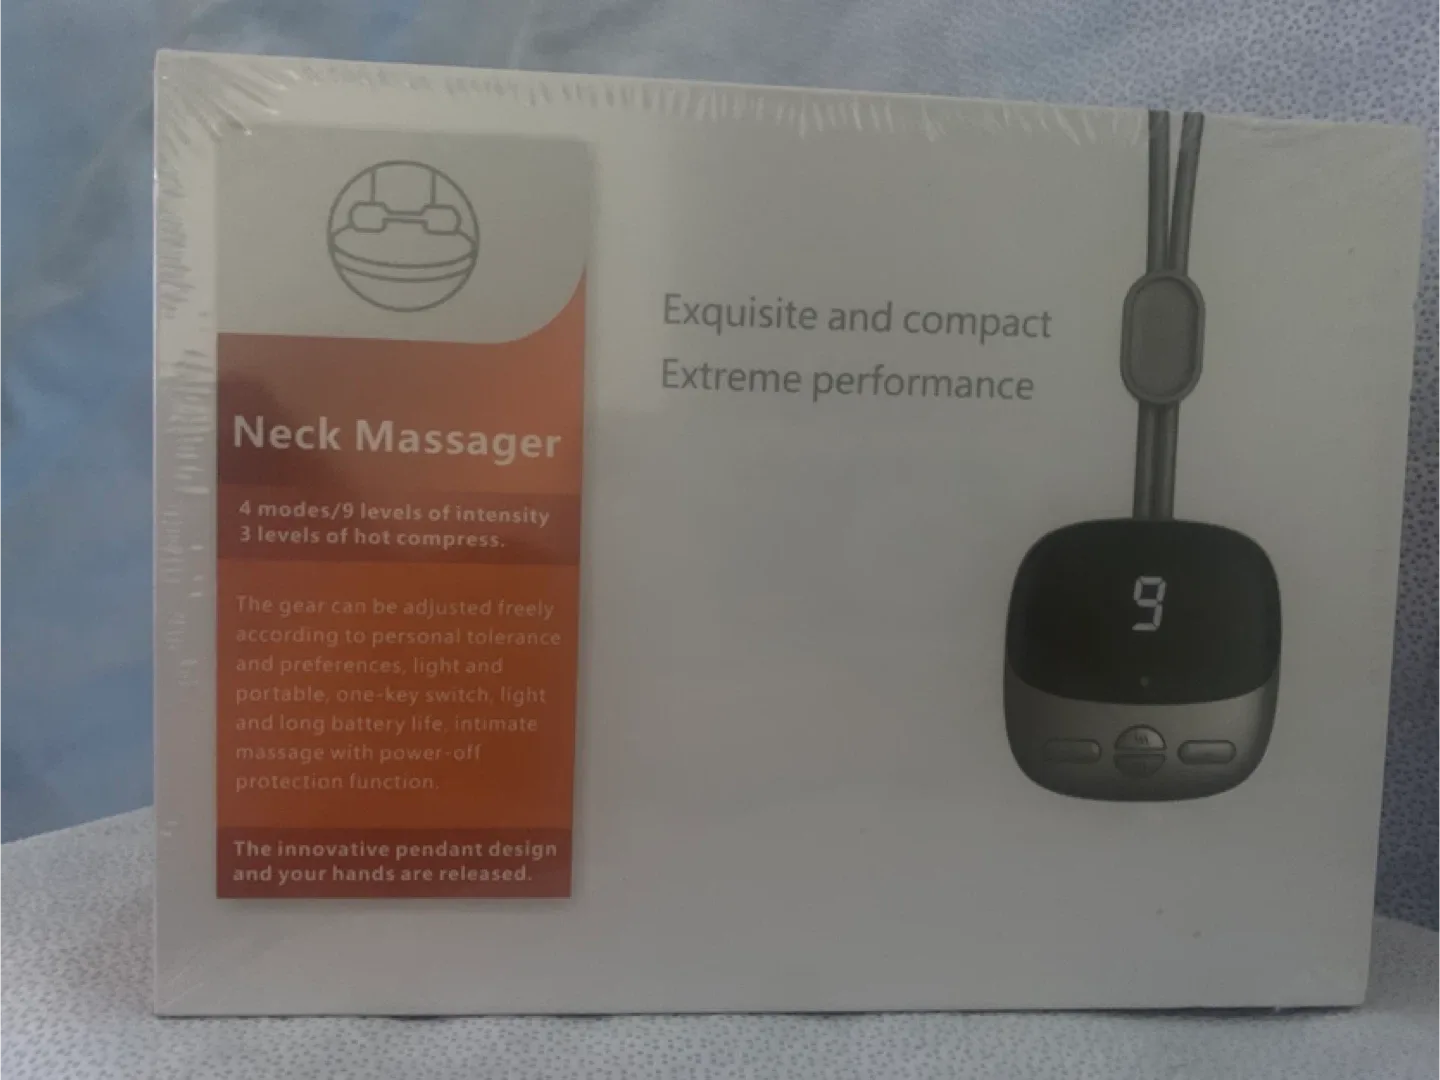 Neck Massager
4 modes/9 levels of intensity
3 levels of hot compress.
The gear can be adjusted freely
according to personal tolerance
and preferences, light and
portable, one-key switch, light
and long battery life, intimate
massage with power-off
protection function.
The innovative pendant design
and your hands are released.
Exquisite and compact
Extreme performance
9